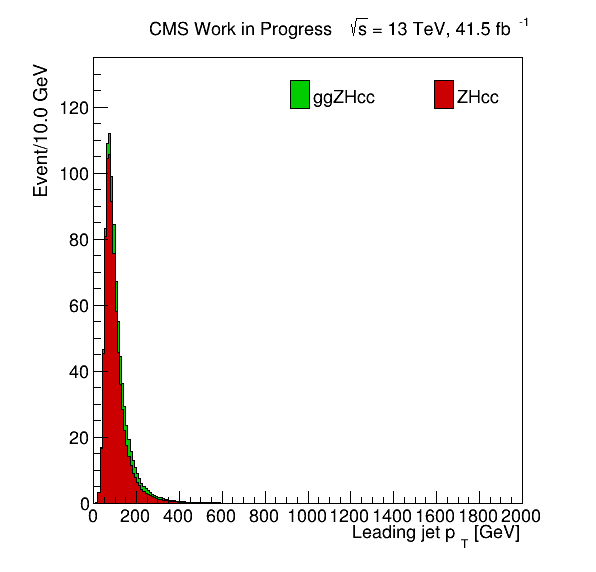 CMS Work in Progress √s = 13 TeV, 41.5 fb⁻¹
ggZHcc ZHcc
Event/10.0 GeV
120
100
80
60
40
20
0
0 200 400 600 800 1000 1200 1400 1600 1800 2000
Leading jet p_T [GeV]